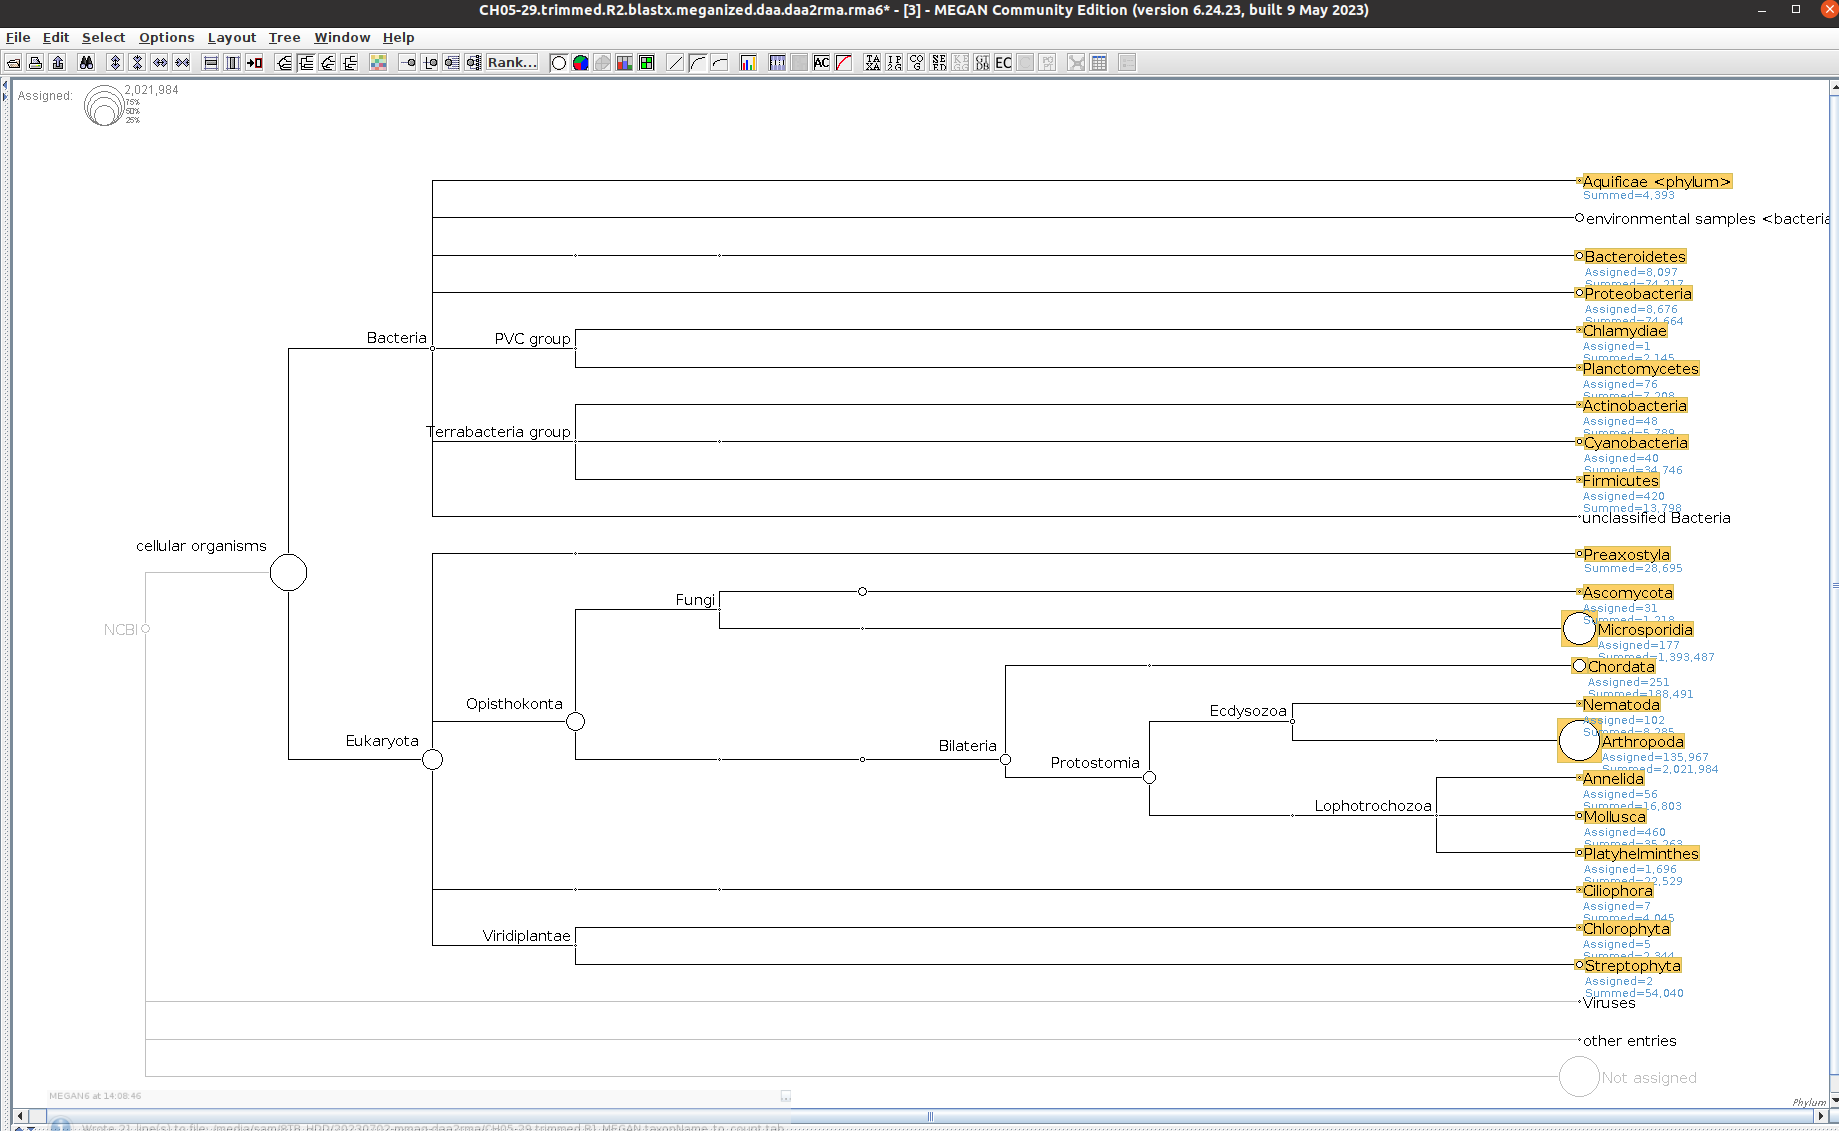 CH05-29.trimmed.R2.blastx.meganized.daa.daa2rma.rma6* - [3] - MEGAN Community Edition (version 6.24.23, built 9 May 2023)
File Edit Select Options Layout Tree Window Help
Rank... AC EC
Assigned: 2,021,984
75%
50%
25%
Aquificae <phylum>
Summed=4,393
environmental samples <bacteria
Bacteroidetes
Assigned=8,097
Summed=74,217
Proteobacteria
Assigned=8,676
Summed=74,664
Bacteria
PVC group
Chlamydiae
Assigned=1
Summed=2,145
Planctomycetes
Assigned=76
Summed=7,208
Actinobacteria
Assigned=48
Summed=5,789
Terrabacteria group
Cyanobacteria
Assigned=40
Summed=34,746
Firmicutes
Assigned=420
Summed=13,798
unclassified Bacteria
cellular organisms
Preaxostyla
Summed=28,695
Fungi
Ascomycota
Assigned=31
Summed=1,218
NCBI
Microsporidia
Assigned=177
Summed=1,393,487
Chordata
Assigned=251
Summed=188,491
Opisthokonta
Ecdysozoa
Nematoda
Assigned=102
Summed=8,285
Eukaryota
Bilateria
Arthropoda
Assigned=135,967
Summed=2,021,984
Protostomia
Annelida
Assigned=56
Summed=16,803
Lophotrochozoa
Mollusca
Assigned=460
Summed=35,263
Platyhelminthes
Assigned=1,696
Summed=22,529
Ciliophora
Assigned=7
Summed=4,045
Viridiplantae
Chlorophyta
Assigned=5
Summed=2,344
Streptophyta
Assigned=2
Summed=54,040
Viruses
other entries
Not assigned
MEGAN6 at 14:08:46
Phylum
Wrote 21 line(s) to file: /media/sam/8TB_HDD/20230702-mmag-daa2rma/CH05-29.trimmed.R1.MEGAN.taxonName_to_count.tab